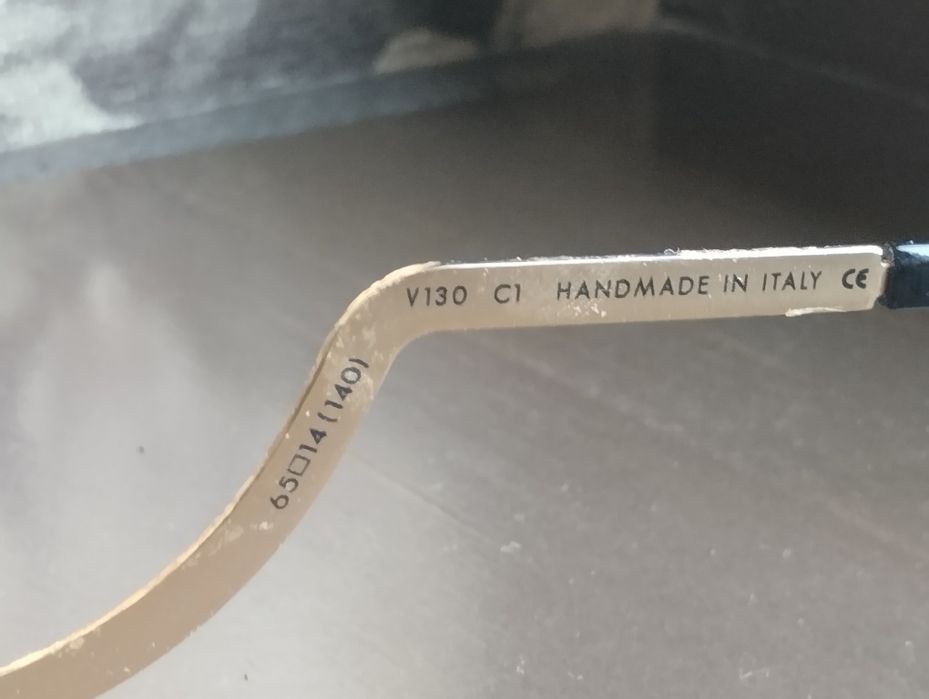 V130 C1 HANDMADE IN ITALY CE
65□14 (140)